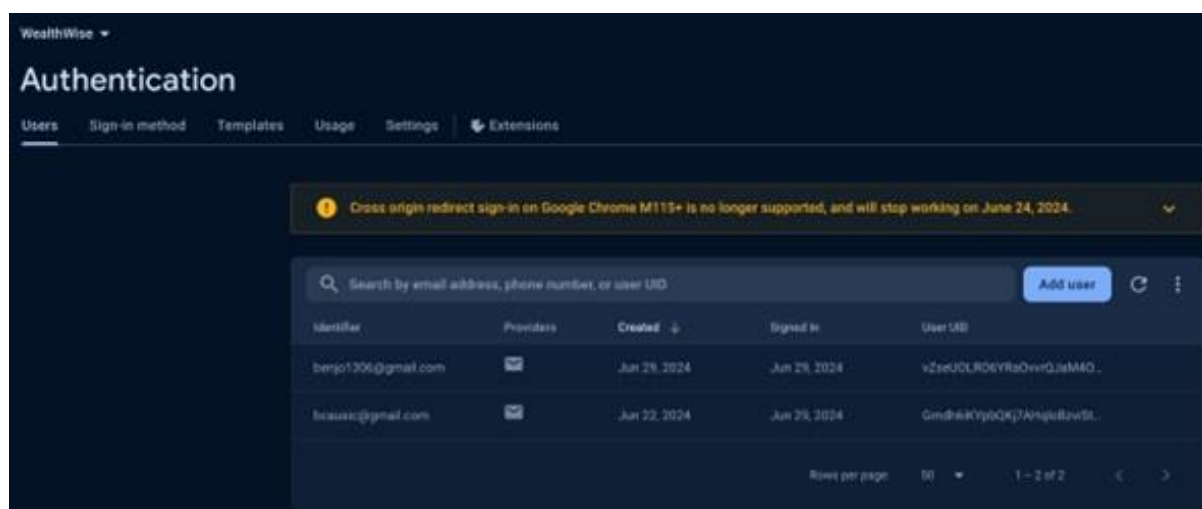 WealthWise
Authentication
Users Sign-in method Templates Usage Settings Extensions
Cross origin redirect sign-in on Google Chrome M115+ is no longer supported, and will stop working on June 24, 2024.
Search by email address, phone number, or user UID Add user
Identifier Providers Created Signed In User UID
benjo1306@gmail.com Jun 29, 2024 Jun 29, 2024
Jun 22, 2024 Jun 29, 2024
Rows per page: 50 1 – 2 of 2